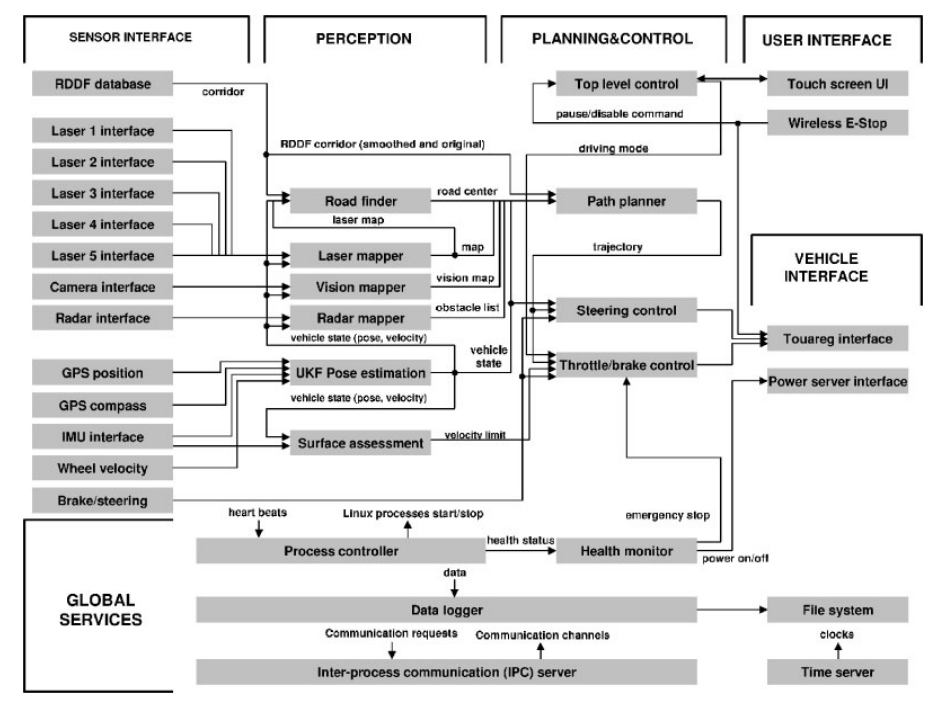 SENSOR INTERFACE
PERCEPTION
PLANNING&CONTROL
USER INTERFACE
RDDF database
corridor
Top level control
Touch screen UI
pause/disable command
Wireless E-Stop
Laser 1 interface
RDDF corridor (smoothed and original)
driving mode
Laser 2 interface
Laser 3 interface
road center
Road finder
Path planner
Laser 4 interface
laser map
Laser 5 interface
Laser mapper
map
trajectory
VEHICLE
INTERFACE
Camera interface
Vision mapper
vision map
Radar interface
Radar mapper
obstacle list
Steering control
vehicle state (pose, velocity)
vehicle
state
Touareg interface
GPS position
UKF Pose estimation
Throttle/brake control
Power server interface
vehicle state (pose, velocity)
GPS compass
IMU interface
Surface assessment
velocity limit
Wheel velocity
Brake/steering
heart beats
Linux processes start/stop
emergency stop
Process controller
health status
Health monitor
power on/off
data
GLOBAL
SERVICES
Data logger
File system
Communication requests
Communication channels
clocks
Inter-process communication (IPC) server
Time server